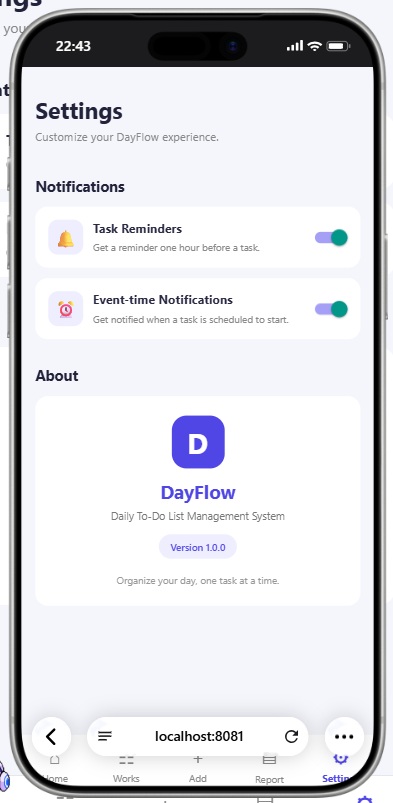 22:43
Settings
Customize your DayFlow experience.
Notifications
Task Reminders
Get a reminder one hour before a task.
Event-time Notifications
Get notified when a task is scheduled to start.
About
D
DayFlow
Daily To-Do List Management System
Version 1.0.0
Organize your day, one task at a time.
localhost:8081
Home Works Add Report Settin